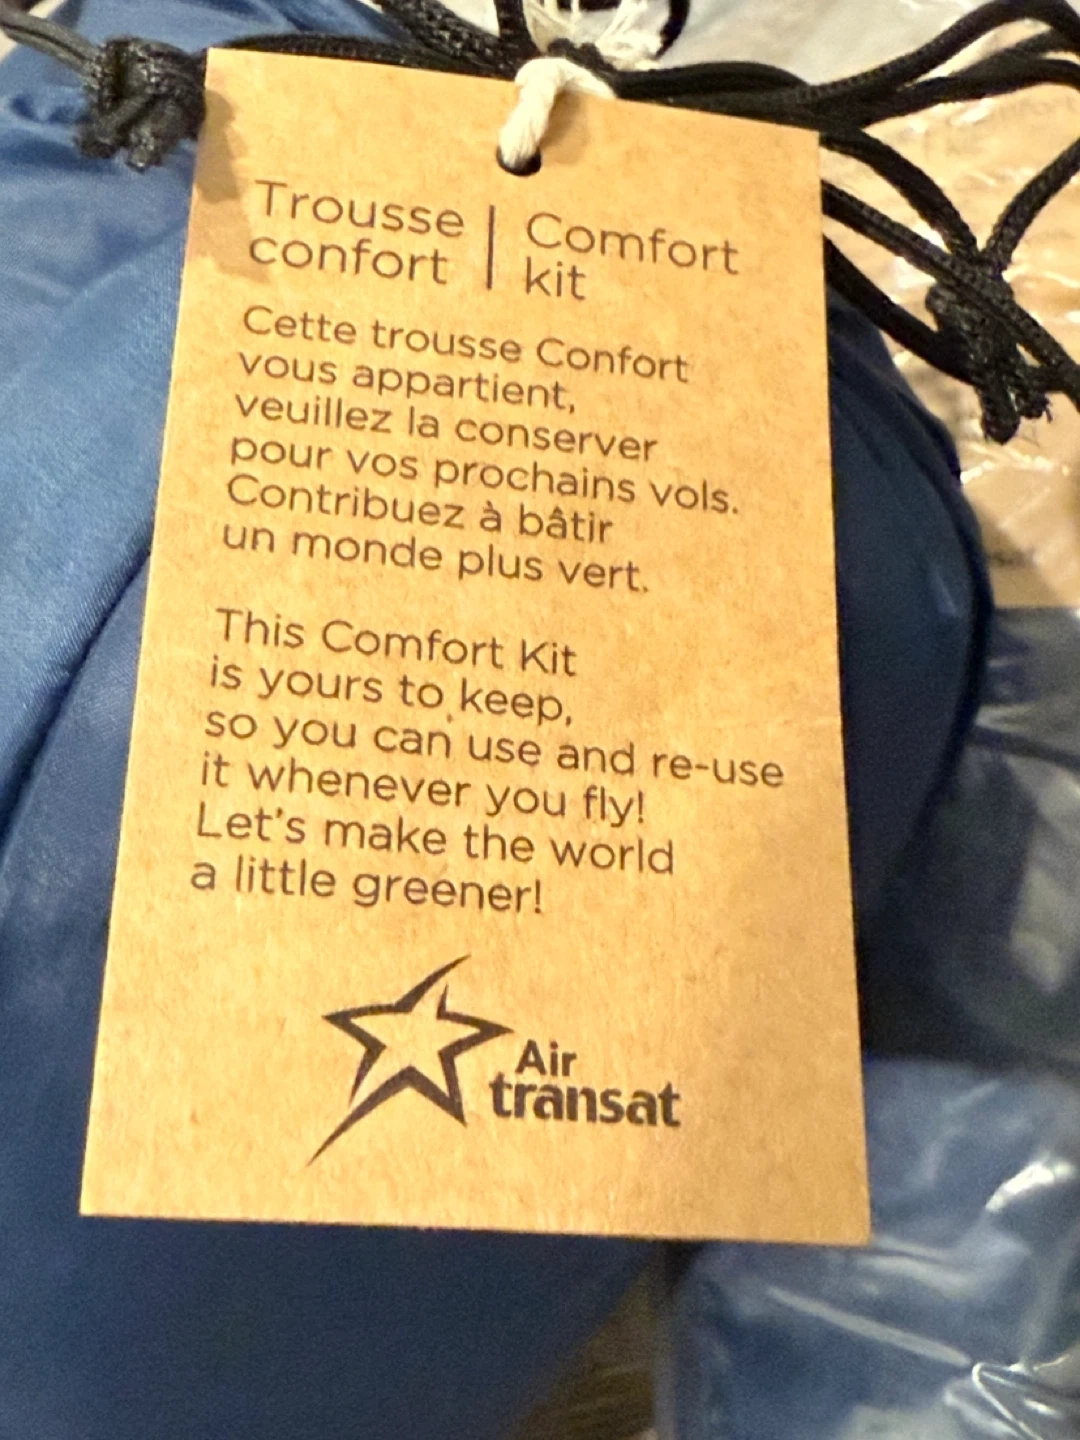 Trousse confort | Comfort kit
Cette trousse Confort
vous appartient,
veuillez la conserver
pour vos prochains vols.
Contribuez à bâtir
un monde plus vert.
This Comfort Kit
is yours to keep,
so you can use and re-use
it whenever you fly!
Let's make the world
a little greener!
Air
transat